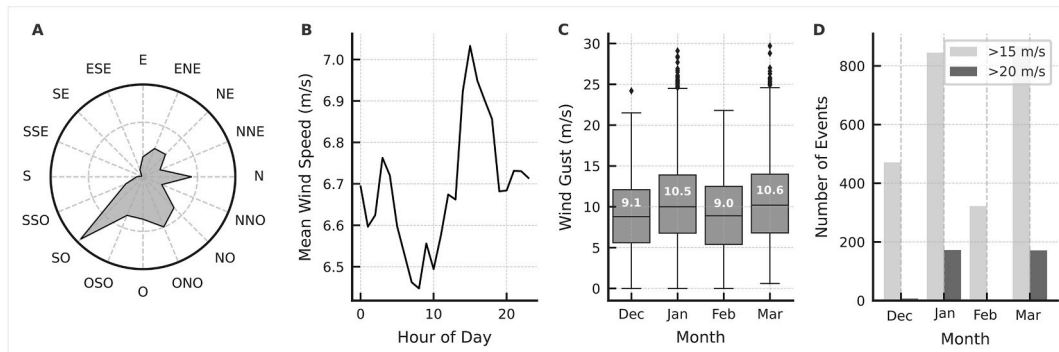 A
E
ESE
ENE
SE
NE
SSE
NNE
S
N
SSO
NNO
SO
NO
OSO
ONO
O
B
Mean Wind Speed (m/s)
7.0
6.9
6.8
6.7
6.6
6.5
0
10
20
Hour of Day
C
Wind Gust (m/s)
30
25
20
15
10
5
0
9.1
10.5
9.0
10.6
Dec
Jan
Feb
Mar
Month
D
Number of Events
800
600
400
200
0
>15 m/s
>20 m/s
Dec
Jan
Feb
Mar
Month